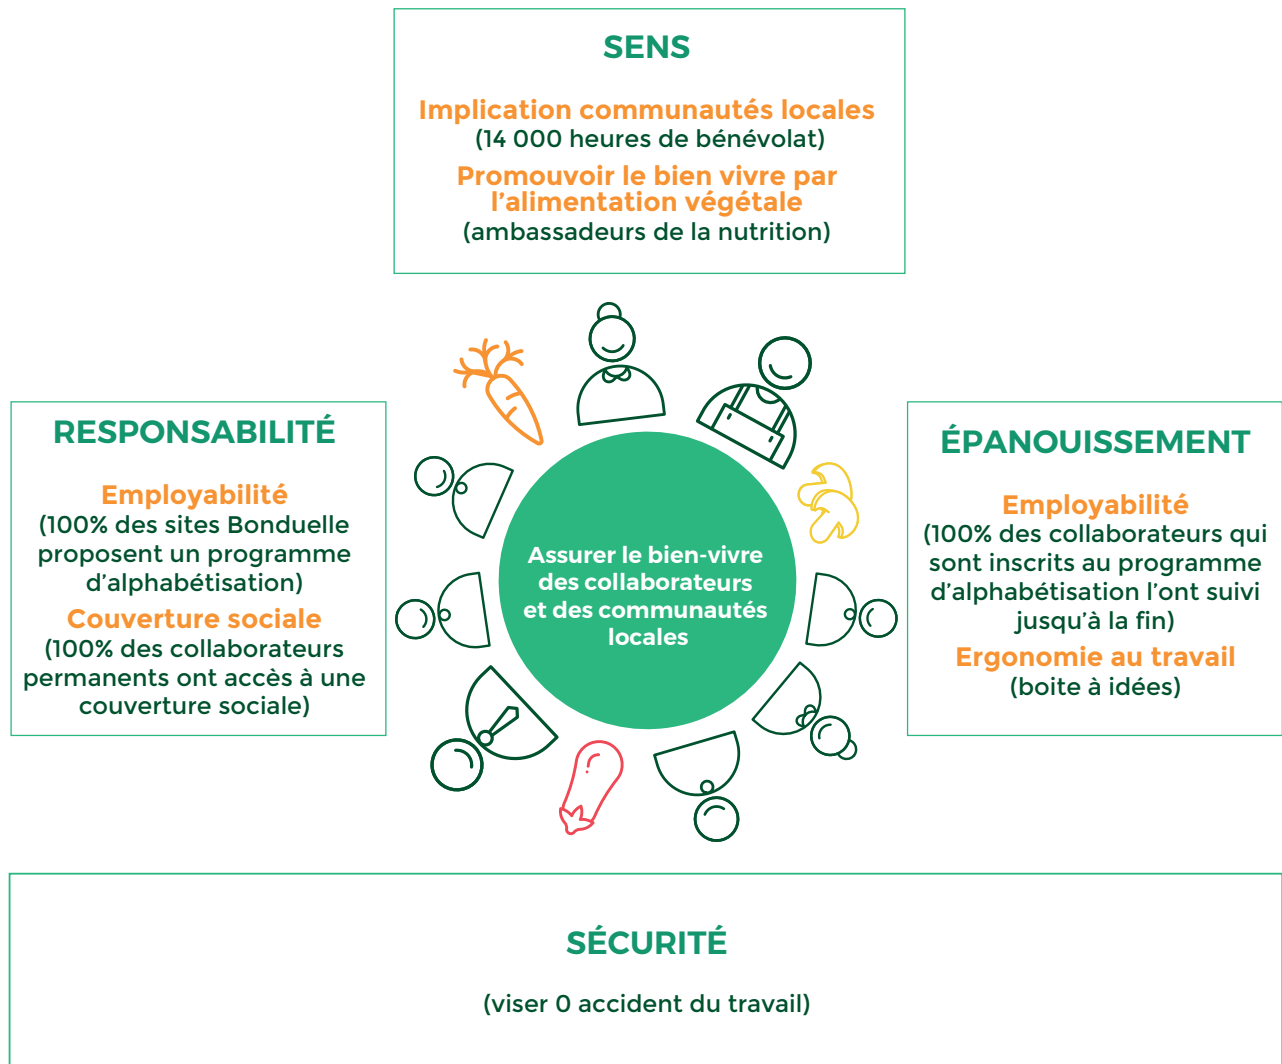 SENS
Implication communautés locales
(14 000 heures de bénévolat)
Promouvoir le bien vivre par
l’alimentation végétale
(ambassadeurs de la nutrition)
RESPONSABILITÉ
Employabilité
(100% des sites Bonduelle
proposent un programme
d’alphabétisation)
Couverture sociale
(100% des collaborateurs
permanents ont accès à une
couverture sociale)
Assurer le bien-vivre
des collaborateurs
et des communautés
locales
ÉPANOUISSEMENT
Employabilité
(100% des collaborateurs qui
sont inscrits au programme
d’alphabétisation l’ont suivi
jusqu’à la fin)
Ergonomie au travail
(boite à idées)
SÉCURITÉ
(viser 0 accident du travail)